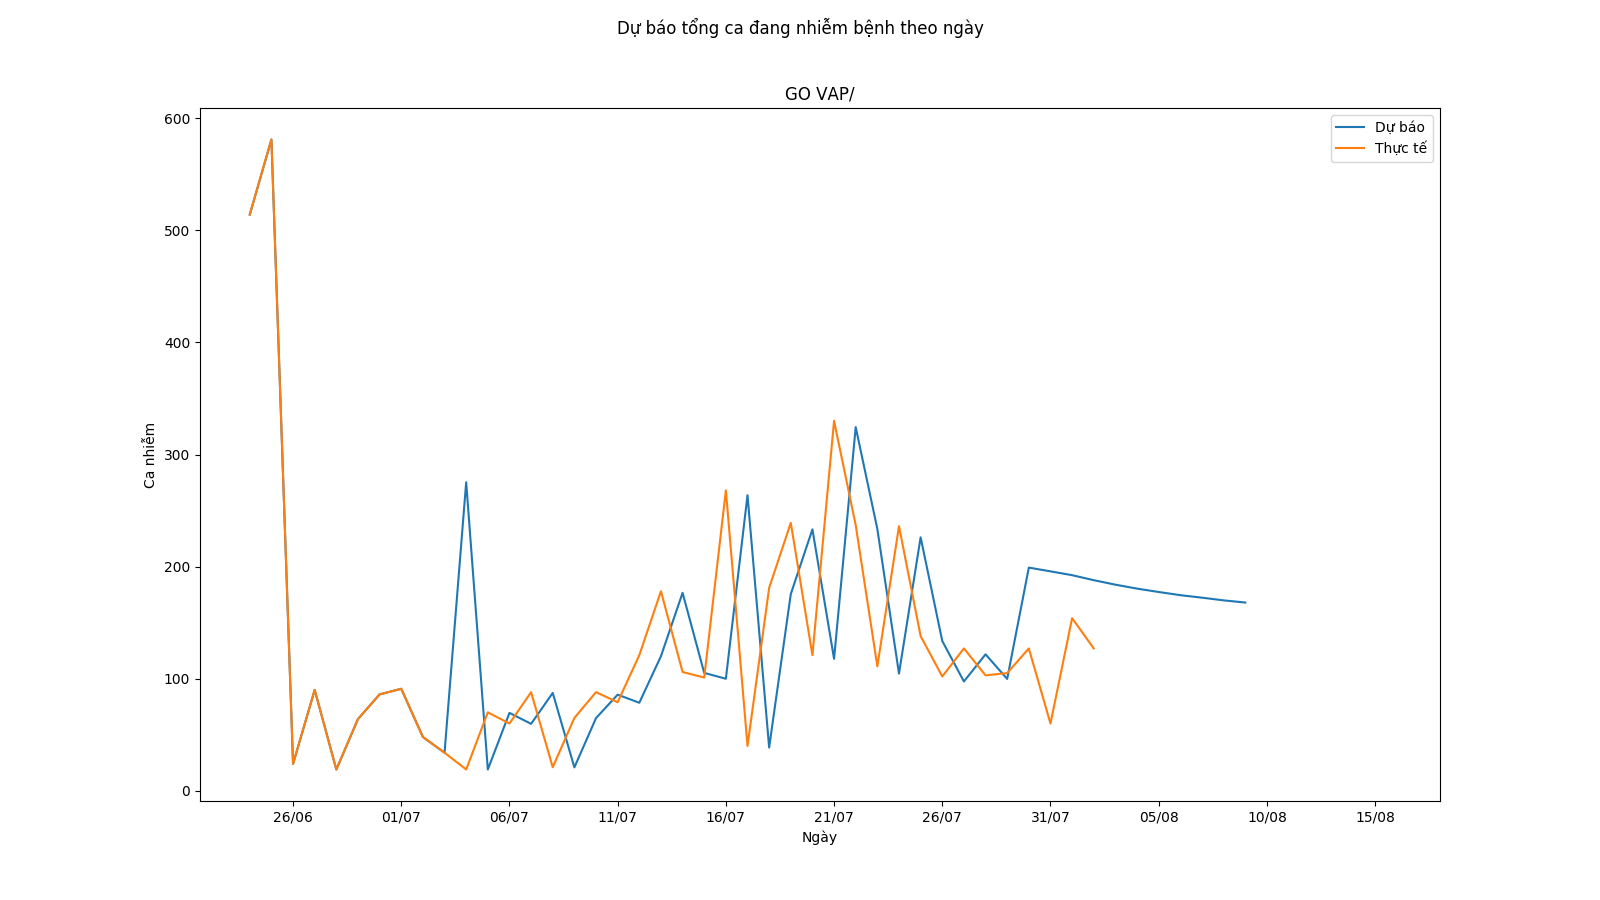 Dự báo tổng ca đang nhiễm bệnh theo ngày
GO VAP/
Dự báo
Thực tế
600
500
400
300
200
100
0
Ca nhiễm
26/06 01/07 06/07 11/07 16/07 21/07 26/07 31/07 05/08 10/08 15/08
Ngày